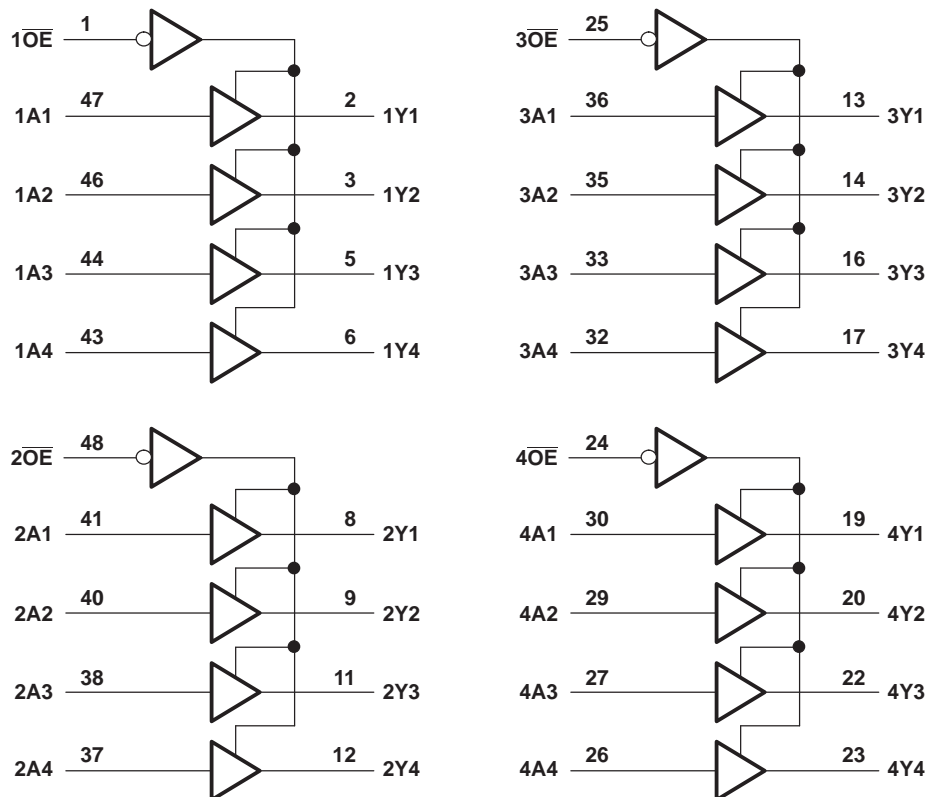 1OE 1
1A1 47 2 1Y1
1A2 46 3 1Y2
1A3 44 5 1Y3
1A4 43 6 1Y4
3OE 25
3A1 36 13 3Y1
3A2 35 14 3Y2
3A3 33 16 3Y3
3A4 32 17 3Y4
2OE 48
2A1 41 8 2Y1
2A2 40 9 2Y2
2A3 38 11 2Y3
2A4 37 12 2Y4
4OE 24
4A1 30 19 4Y1
4A2 29 20 4Y2
4A3 27 22 4Y3
4A4 26 23 4Y4